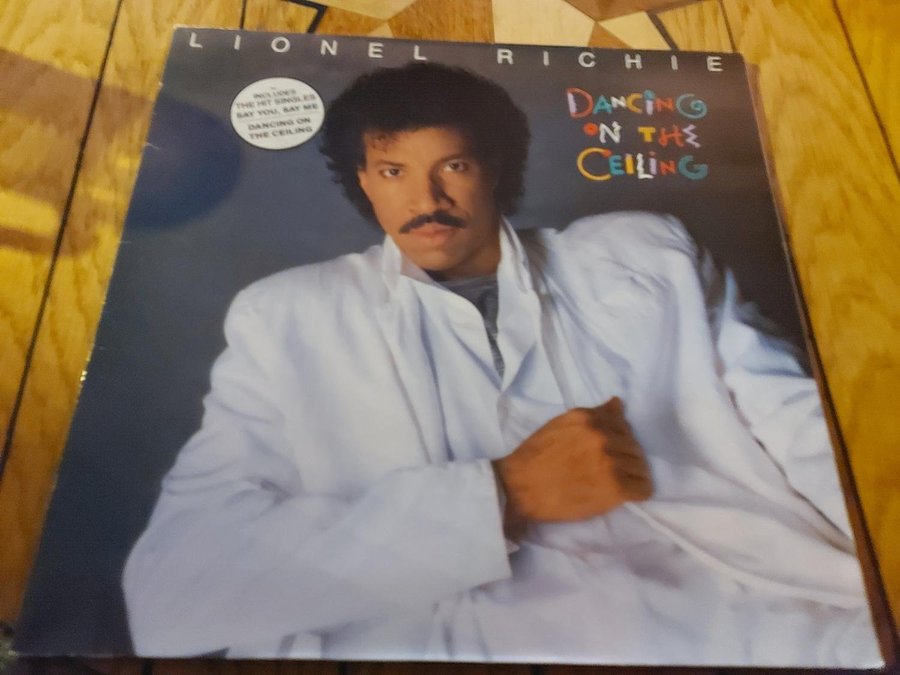 LIONEL RICHIE
INCLUDES
THE HIT SINGLES
SAY YOU, SAY ME
DANCING ON
THE CEILING
DANCING
ON THE
CEILING